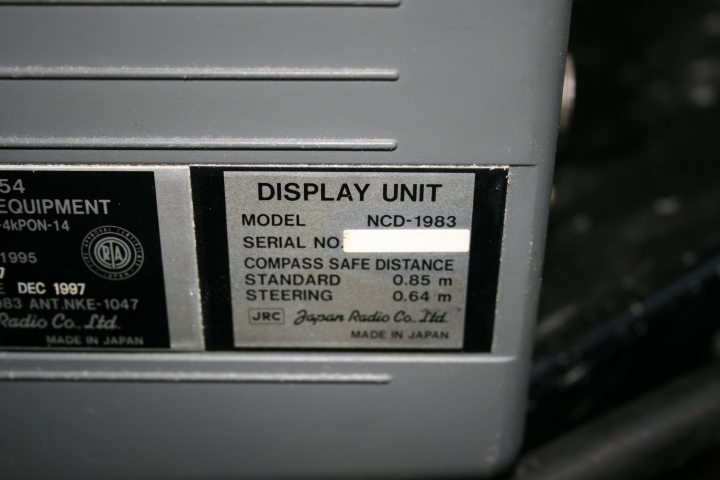 54
EQUIPMENT
-4kPON-14
1995
7
E DEC 1997
983 ANT.NKE-1047
Radio Co., Ltd.
MADE IN JAPAN
DISPLAY UNIT
MODEL NCD-1983
SERIAL NO.
COMPASS SAFE DISTANCE
STANDARD 0.85 m
STEERING 0.64 m
JRC Japan Radio Co., Ltd.
MADE IN JAPAN